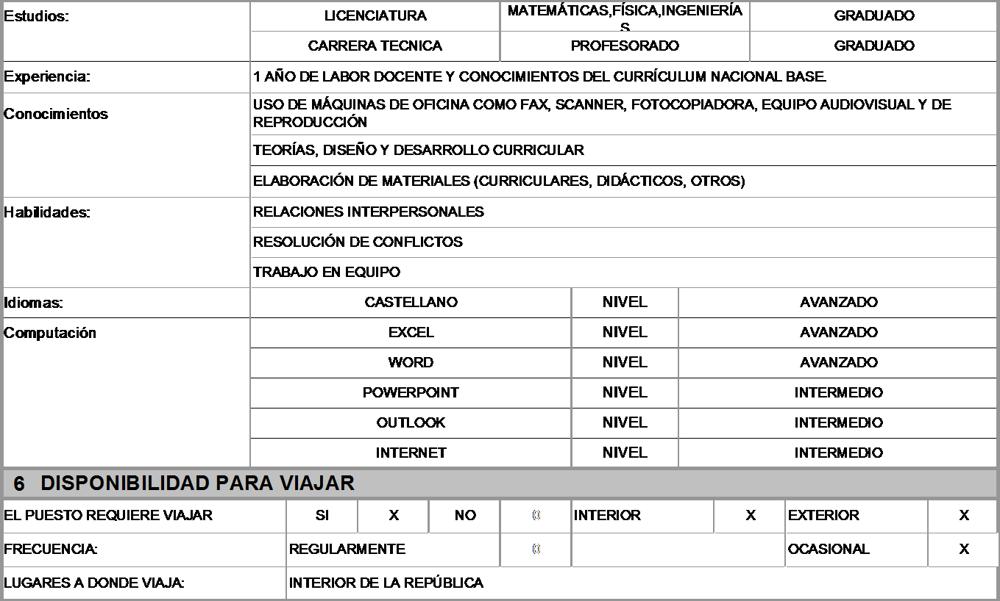 Estudios: LICENCIATURA MATEMÁTICAS,FÍSICA,INGENIERÍA GRADUADO
S
CARRERA TECNICA PROFESORADO GRADUADO
Experiencia: 1 AÑO DE LABOR DOCENTE Y CONOCIMIENTOS DEL CURRÍCULUM NACIONAL BASE.
Conocimientos USO DE MÁQUINAS DE OFICINA COMO FAX, SCANNER, FOTOCOPIADORA, EQUIPO AUDIOVISUAL Y DE
REPRODUCCIÓN
TEORÍAS, DISEÑO Y DESARROLLO CURRICULAR
ELABORACIÓN DE MATERIALES (CURRICULARES, DIDÁCTICOS, OTROS)
Habilidades: RELACIONES INTERPERSONALES
RESOLUCIÓN DE CONFLICTOS
TRABAJO EN EQUIPO
Idiomas: CASTELLANO NIVEL AVANZADO
Computación EXCEL NIVEL AVANZADO
WORD NIVEL AVANZADO
POWERPOINT NIVEL INTERMEDIO
OUTLOOK NIVEL INTERMEDIO
INTERNET NIVEL INTERMEDIO
6 DISPONIBILIDAD PARA VIAJAR
EL PUESTO REQUIERE VIAJAR SI X NO 0 INTERIOR X EXTERIOR X
FRECUENCIA: REGULARMENTE 0 OCASIONAL X
LUGARES A DONDE VIAJA: INTERIOR DE LA REPÚBLICA